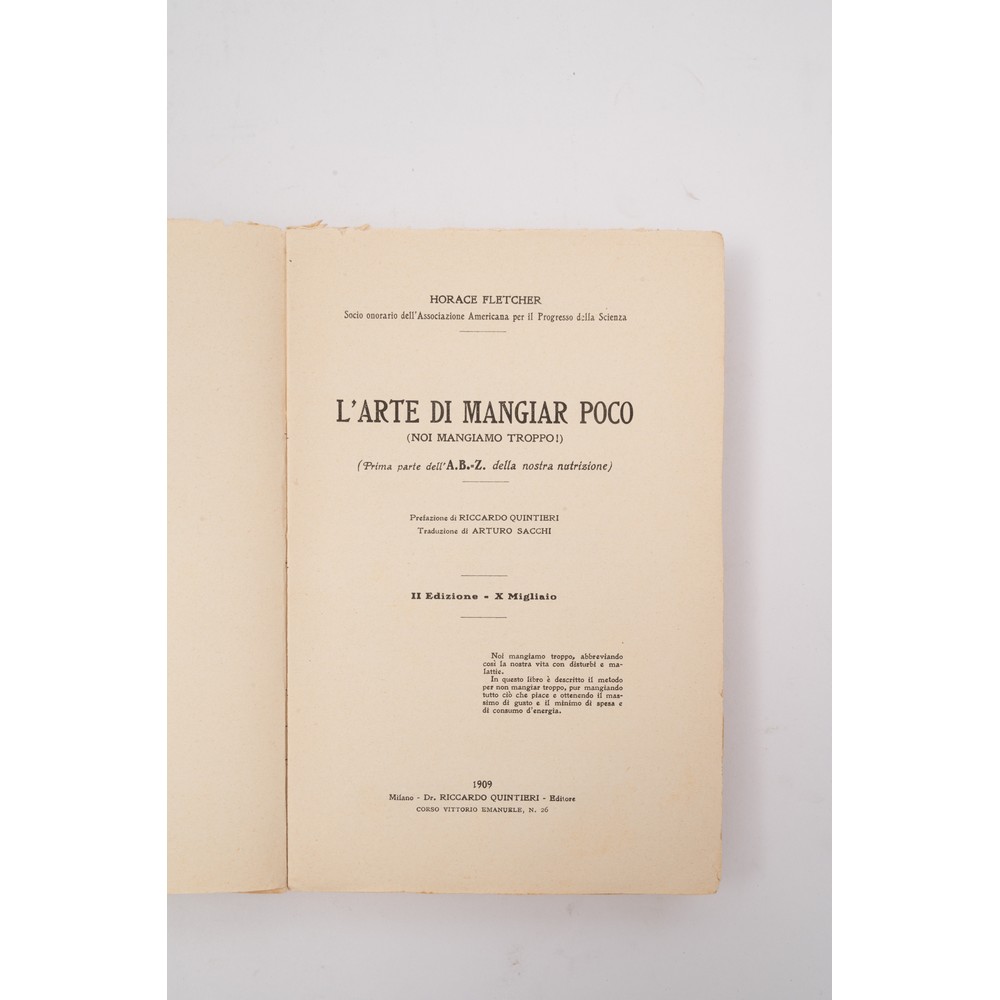 HORACE FLETCHER
Socio onorario dell'Associazione Americana per il Progresso della Scienza
L'ARTE DI MANGIAR POCO
(NOI MANGIAMO TROPPO!)
(Prima parte dell'A.B.-Z. della nostra nutrizione)
Prefazione di RICCARDO QUINTIERI
Traduzione di ARTURO SACCHI
II Edizione - X Migliaio
Noi mangiamo troppo, abbreviando
così la nostra vita con disturbi e ma-
lattie.
In questo libro è descritto il metodo
per non mangiar troppo, pur mangiando
tutto ciò che piace e ottenendo il mas-
simo di gusto e il minimo di spesa e
di consumo d'energia.
1909
Milano - Dr. RICCARDO QUINTIERI - Editore
CORSO VITTORIO EMANUELE, N. 26